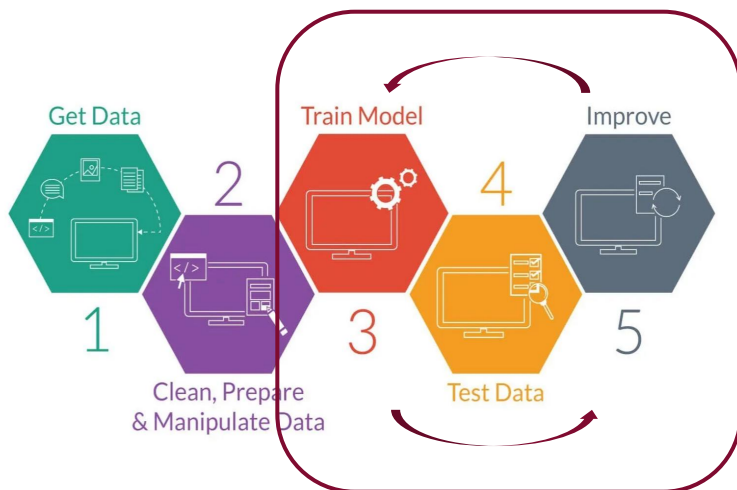 Get Data
1
2
Clean, Prepare
& Manipulate Data
Train Model
3
4
Test Data
Improve
5
</>
</>